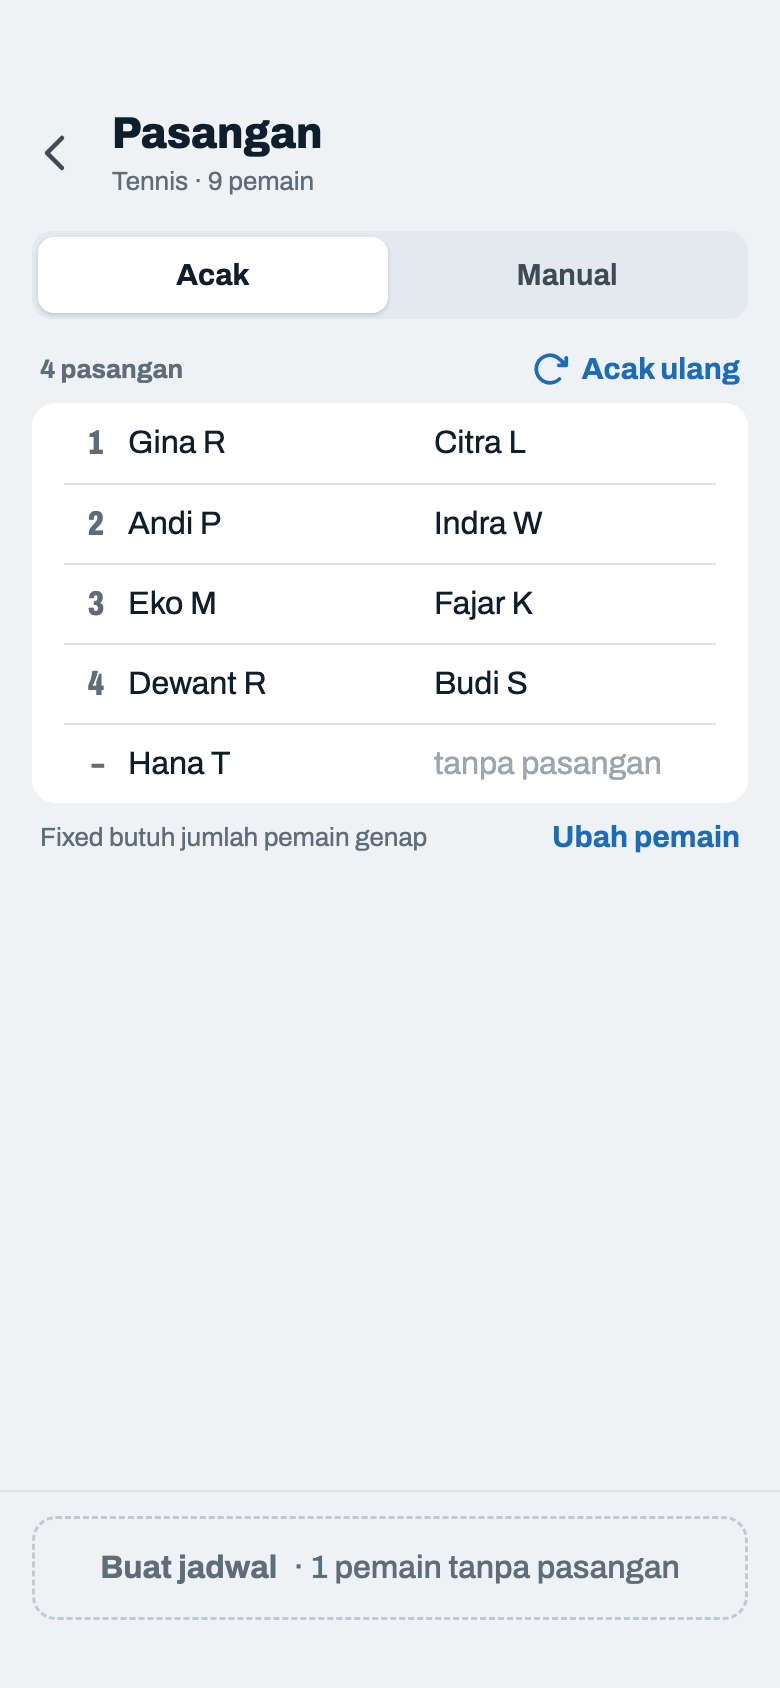 Pasangan
Tennis · 9 pemain
Acak
Manual
4 pasangan
Acak ulang
1 Gina R Citra L
2 Andi P Indra W
3 Eko M Fajar K
4 Dewant R Budi S
– Hana T tanpa pasangan
Fixed butuh jumlah pemain genap
Ubah pemain
Buat jadwal · 1 pemain tanpa pasangan